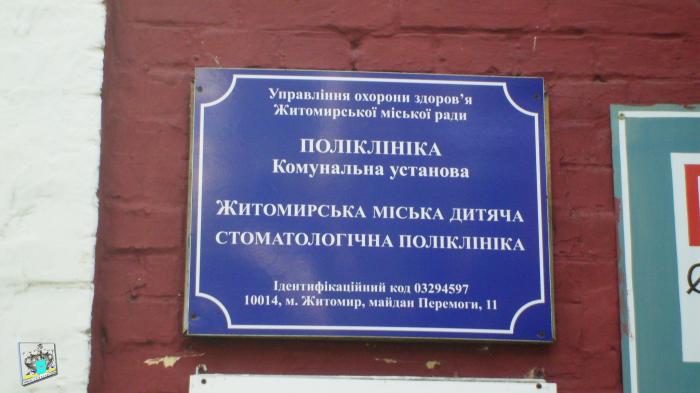 Управління охорони здоров'я
Житомирської міської ради
ПОЛІКЛІНІКА
Комунальна установа
ЖИТОМИРСЬКА МІСЬКА ДИТЯЧА
СТОМАТОЛОГІЧНА ПОЛІКЛІНІКА
Ідентифікаційний код 03294597
10014, м. Житомир, майдан Перемоги, 11